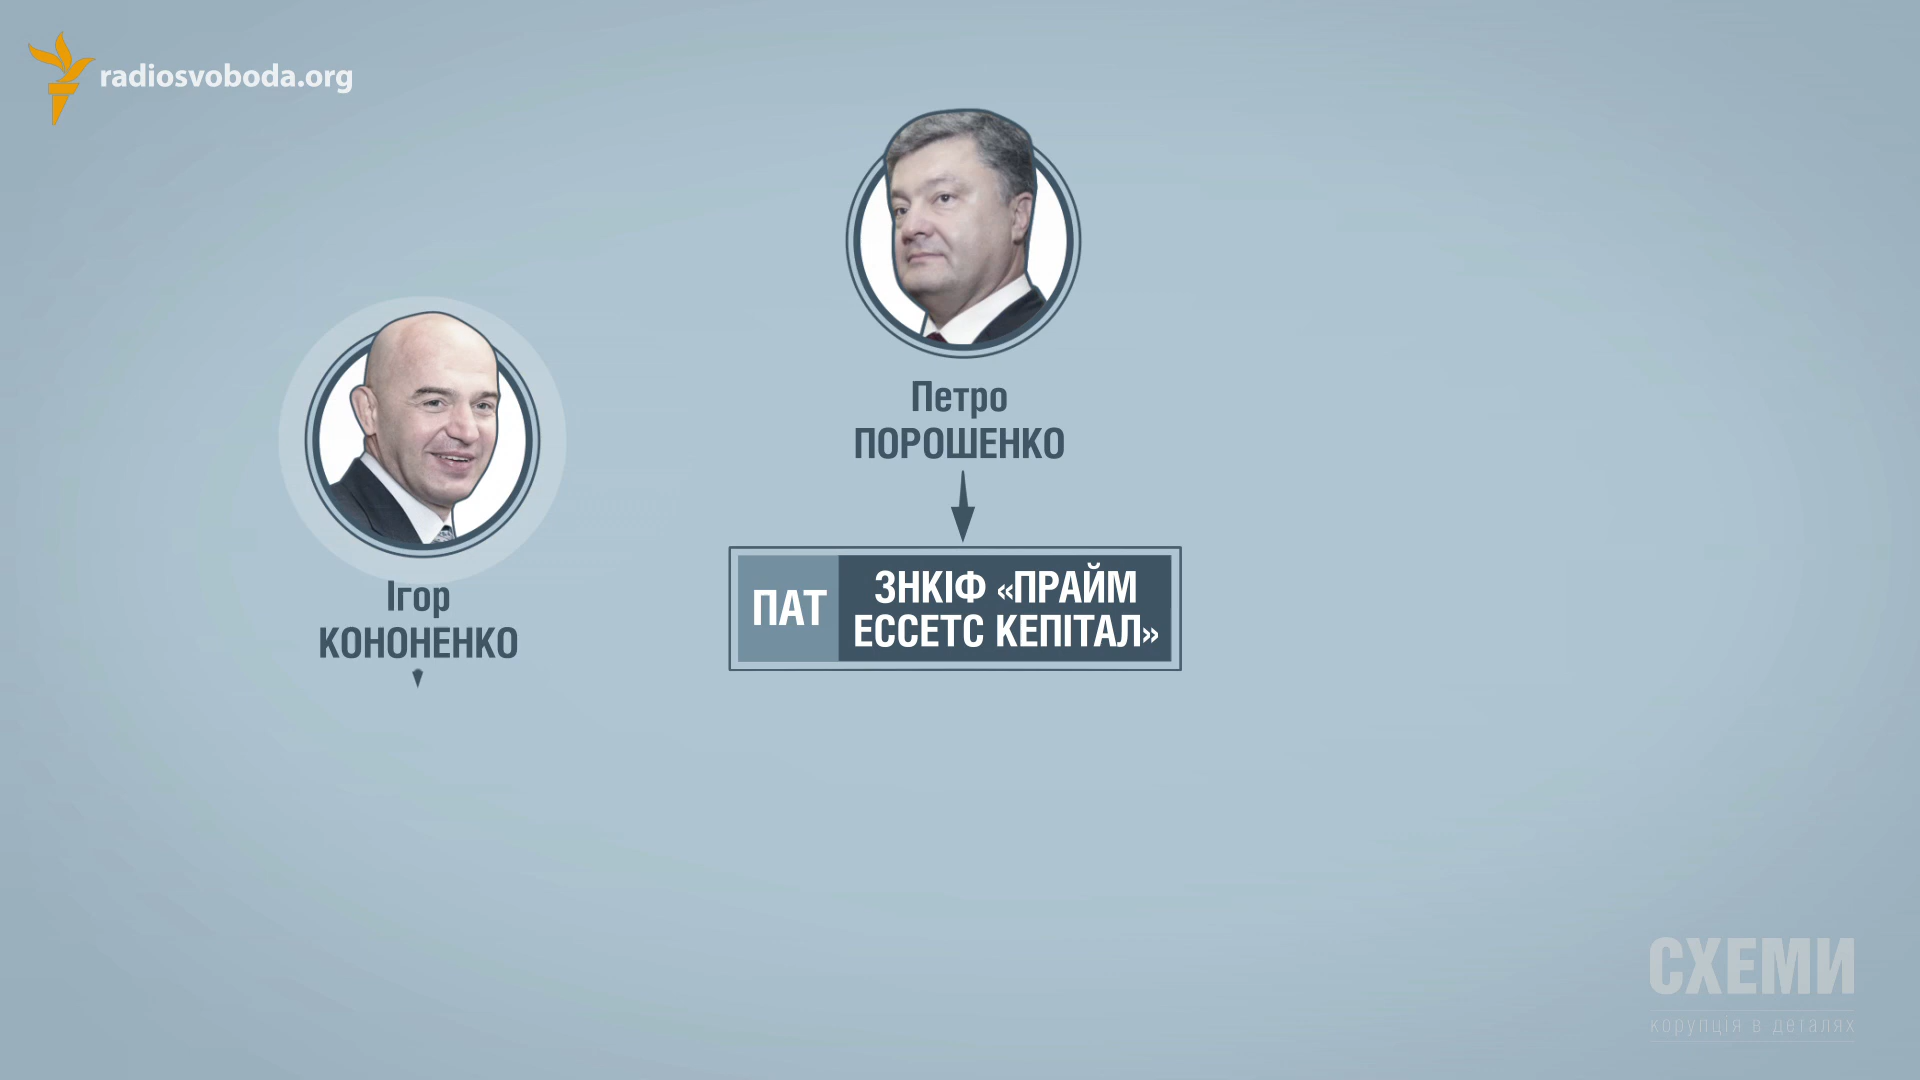 radiosvoboda.org
Петро
ПОРОШЕНКО
Ігор
КОНОНЕНКО
ПАТ
ЗНКІФ «ПРАЙМ
ЕССЕТС КЕПІТАЛ»
СХЕМИ
корупція в деталях